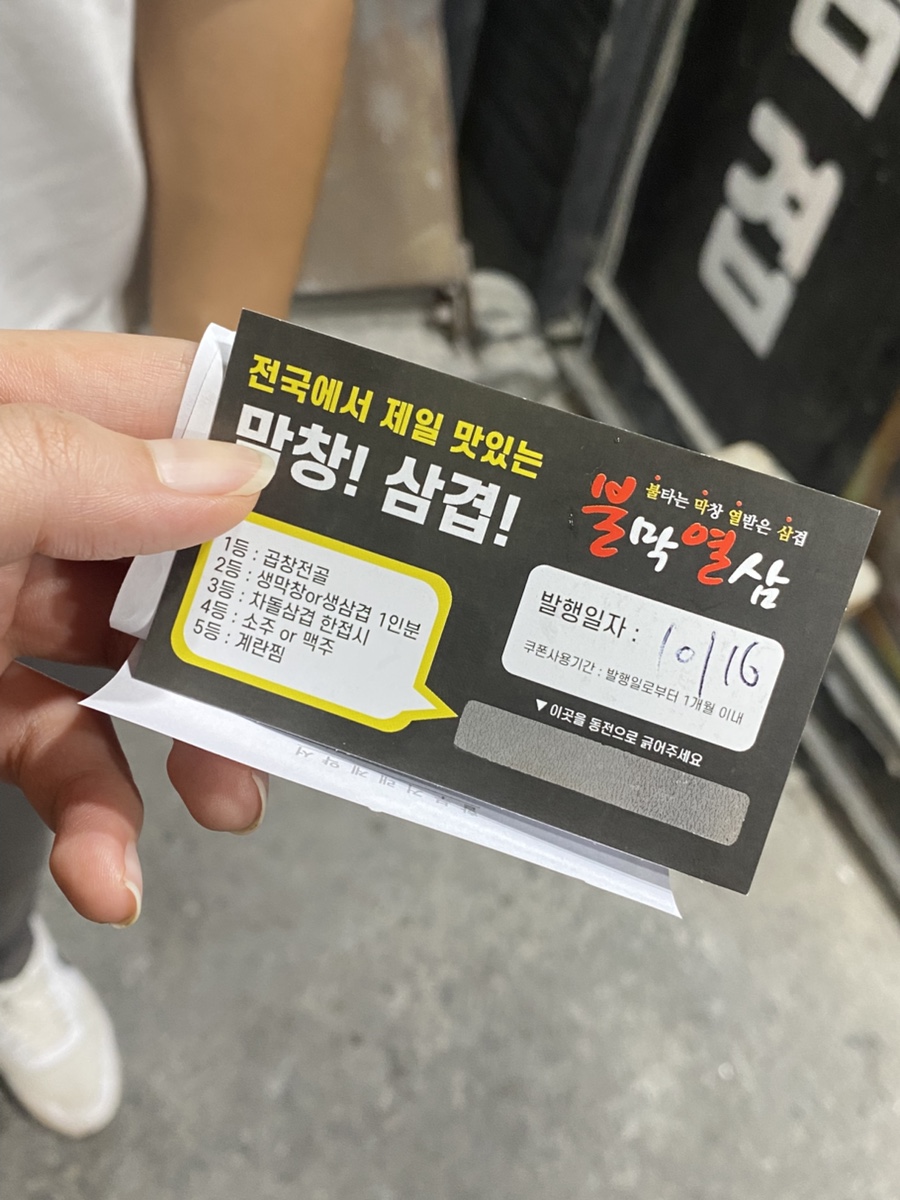 전국에서 제일 맛있는
막창! 삼겹!
1등 : 곱창전골
2등 : 생막창or생삼겹 1인분
3등 : 차돌삼겹 한접시
4등 : 소주 or 맥주
5등 : 계란찜
불타는 막창 열받은 삼겹
불막열삼
발행일자 : 10/16
쿠폰사용기간 : 발행일로부터 1개월 이내
▼ 이곳을 동전으로 긁어주세요